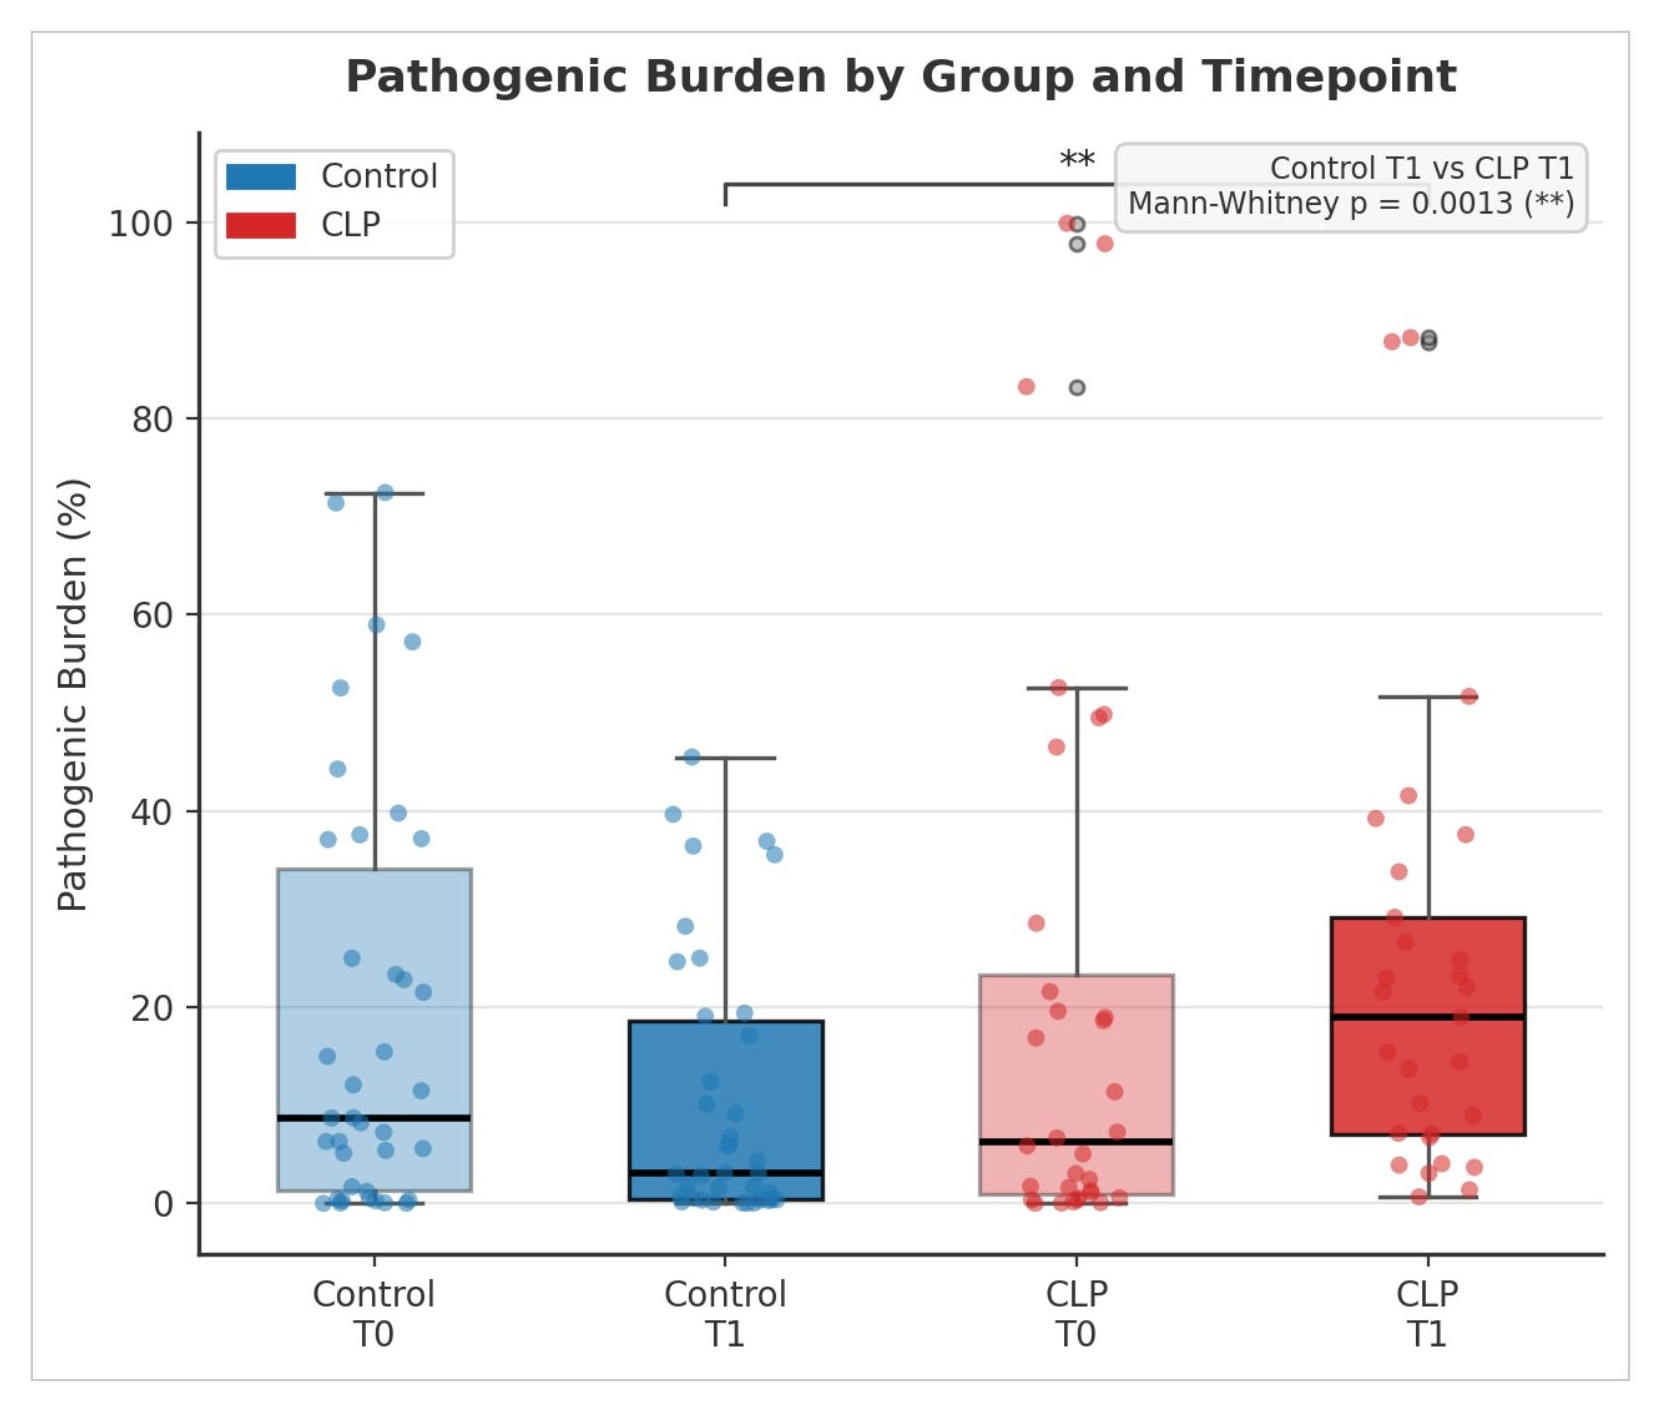 Pathogenic Burden by Group and Timepoint
Control
CLP
**
Control T1 vs CLP T1
Mann-Whitney p = 0.0013 (**)
Pathogenic Burden (%)
100
80
60
40
20
0
Control
T0
Control
T1
CLP
T0
CLP
T1